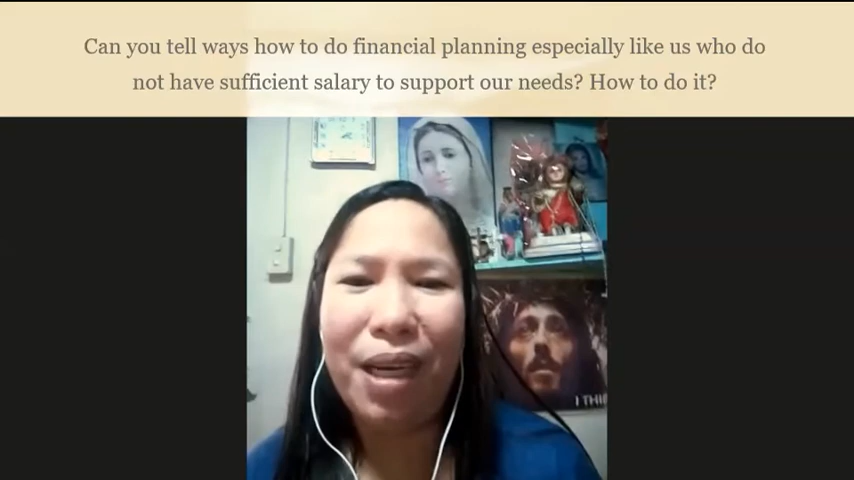 Can you tell ways how to do financial planning especially like us who do
not have sufficient salary to support our needs? How to do it?
I THI